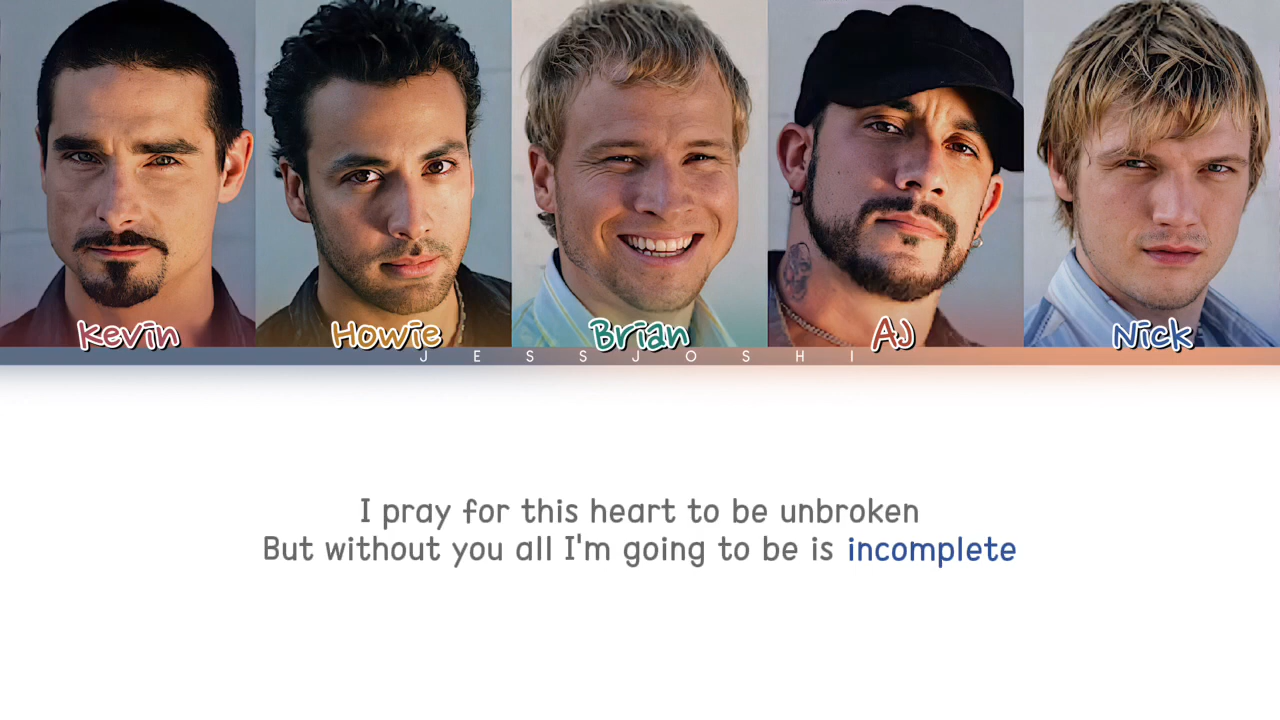 Kevin Howie Brian AJ Nick
JESSJOSHI
I pray for this heart to be unbroken
But without you all I'm going to be is incomplete